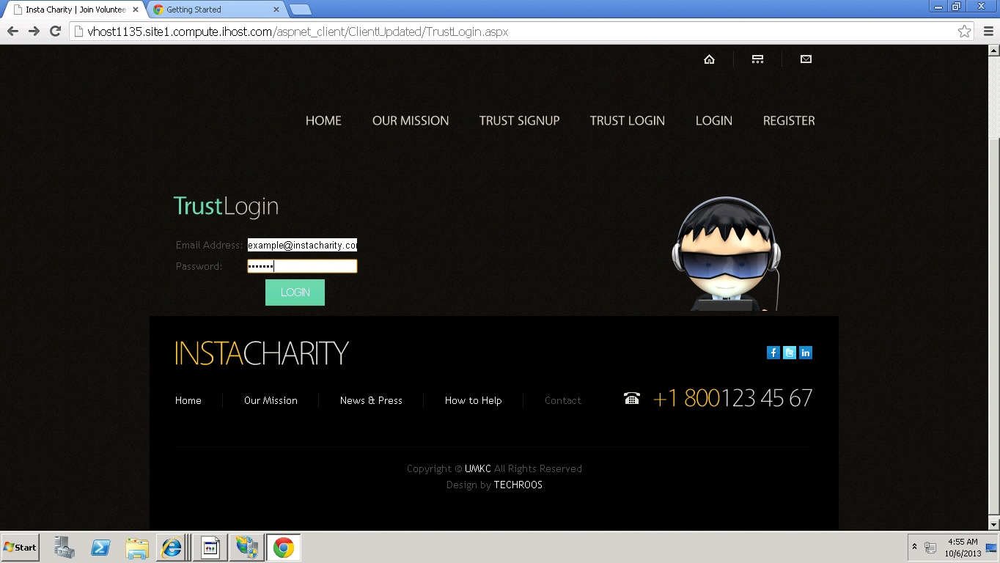 Insta Charity | Join Voluntee
Getting Started
vhost1135.site1.compute.ihost.com/aspnet_client/ClientUpdated/TrustLogin.aspx
HOME OUR MISSION TRUST SIGNUP TRUST LOGIN LOGIN REGISTER
TrustLogin
Email Address: example@instacharity.co
Password: •••••••
LOGIN
INSTACHARITY
f t in
Home Our Mission News & Press How to Help Contact +1 800123 45 67
Copyright © UMKC All Rights Reserved
Design by TECHROOS
Start
4:55 AM
10/6/2013